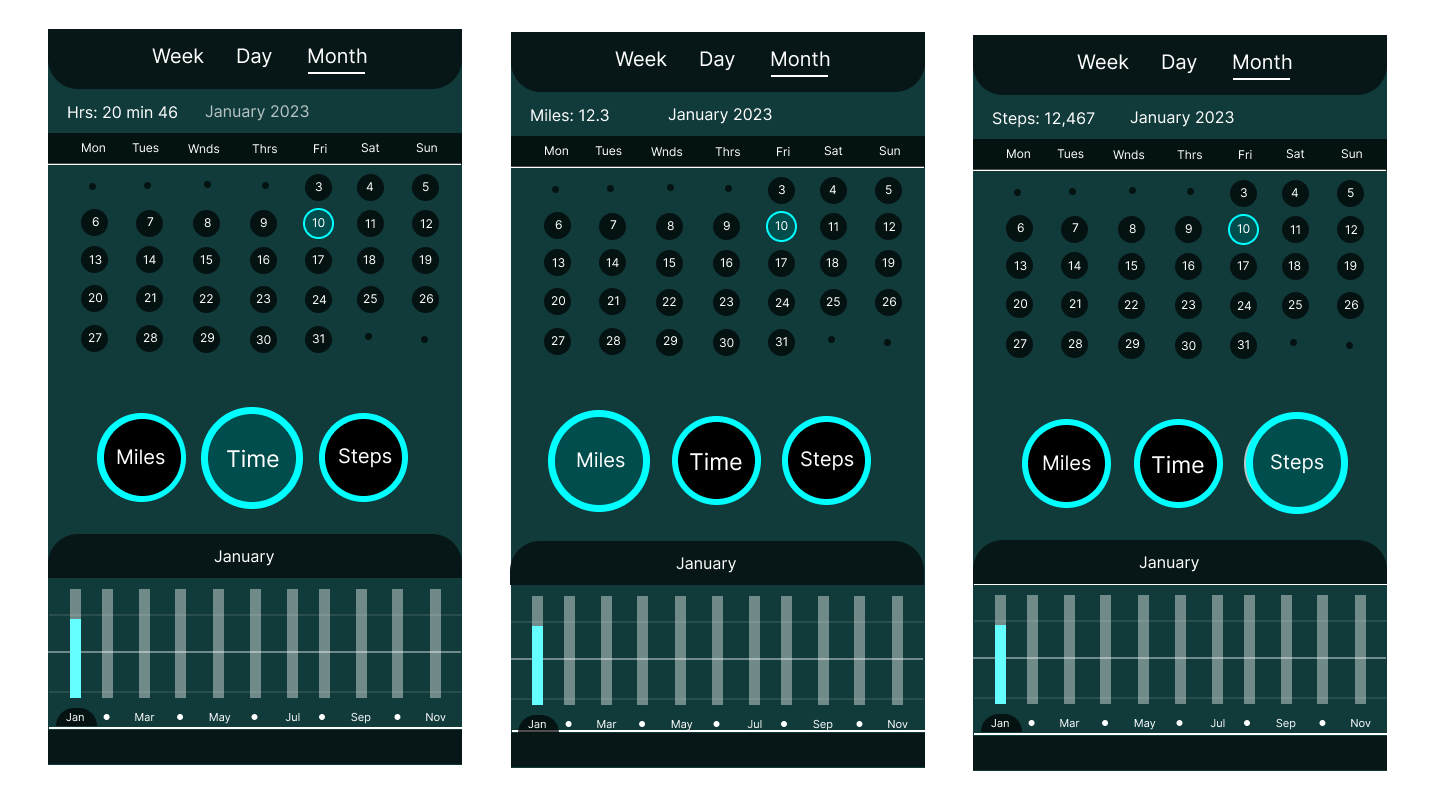 Week Day Month
Hrs: 20 min 46 January 2023
Mon Tues Wnds Thrs Fri Sat Sun
3 4 5
6 7 8 9 10 11 12
13 14 15 16 17 18 19
20 21 22 23 24 25 26
27 28 29 30 31
Miles Time Steps
January
Jan Mar May Jul Sep Nov
Week Day Month
Miles: 12.3 January 2023
Mon Tues Wnds Thrs Fri Sat Sun
3 4 5
6 7 8 9 10 11 12
13 14 15 16 17 18 19
20 21 22 23 24 25 26
27 28 29 30 31
Miles Time Steps
January
Jan Mar May Jul Sep Nov
Week Day Month
Steps: 12,467 January 2023
Mon Tues Wnds Thrs Fri Sat Sun
3 4 5
6 7 8 9 10 11 12
13 14 15 16 17 18 19
20 21 22 23 24 25 26
27 28 29 30 31
Miles Time Steps
January
Jan Mar May Jul Sep Nov